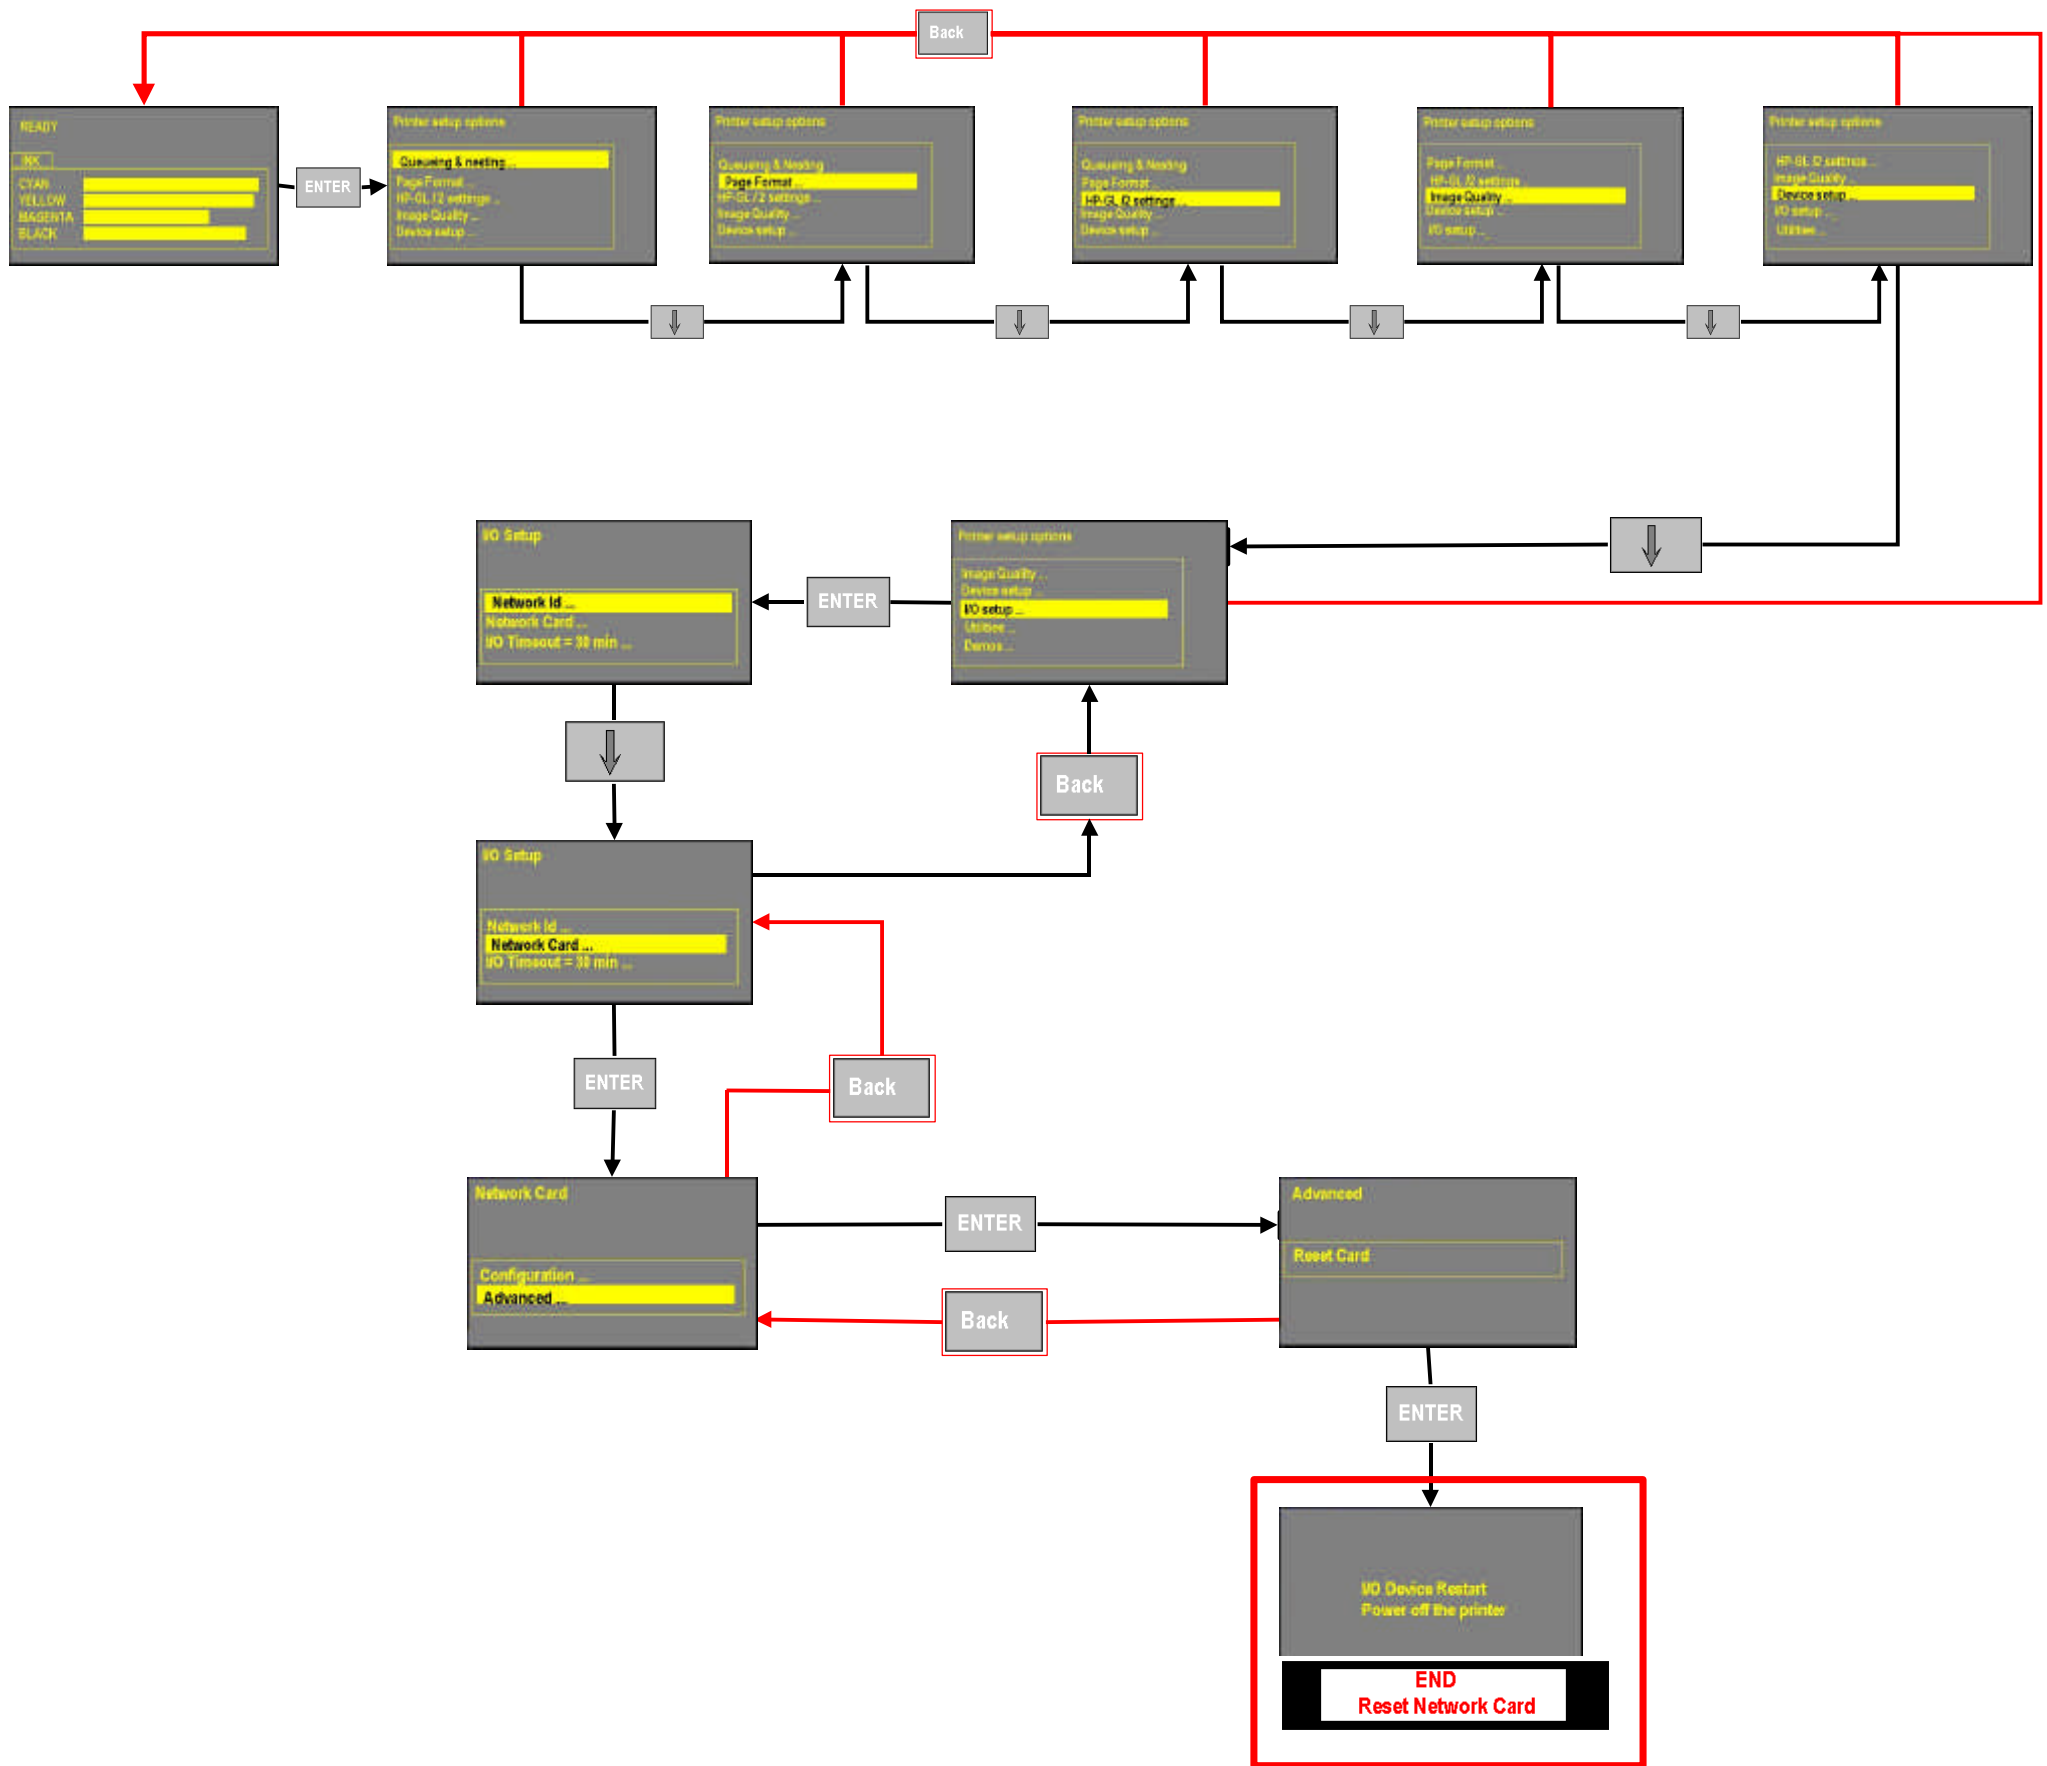 Back
READY
INK
CYAN
YELLOW
MAGENTA
BLACK
ENTER
Printer setup options
Queueing & nesting ...
Page Format ...
HP-GL /2 settings ...
Image Quality ...
Device setup ...
Printer setup options
Queueing & Nesting
Page Format ...
HP-GL /2 settings ...
Image Quality ...
Device setup ...
Printer setup options
Queueing & Nesting
Page Format ...
HP-GL /2 settings ...
Image Quality ...
Device setup ...
Printer setup options
Page Format ...
HP-GL /2 settings ...
Image Quality ...
Device setup ...
I/O setup ...
Printer setup options
HP-GL /2 settings ...
Image Quality ...
Device setup ...
I/O setup ...
Utilities ...
I/O Setup
Network Id ...
Network Card ...
I/O Timeout = 30 min ...
ENTER
Printer setup options
Image Quality ...
Device setup ...
I/O setup ...
Utilities ...
Demos ...
Back
I/O Setup
Network Id ...
Network Card ...
I/O Timeout = 30 min ...
ENTER
Back
Network Card
Configuration ...
Advanced ...
ENTER
Back
Advanced
Reset Card
ENTER
I/O Device Restart
Power off the printer
END
Reset Network Card